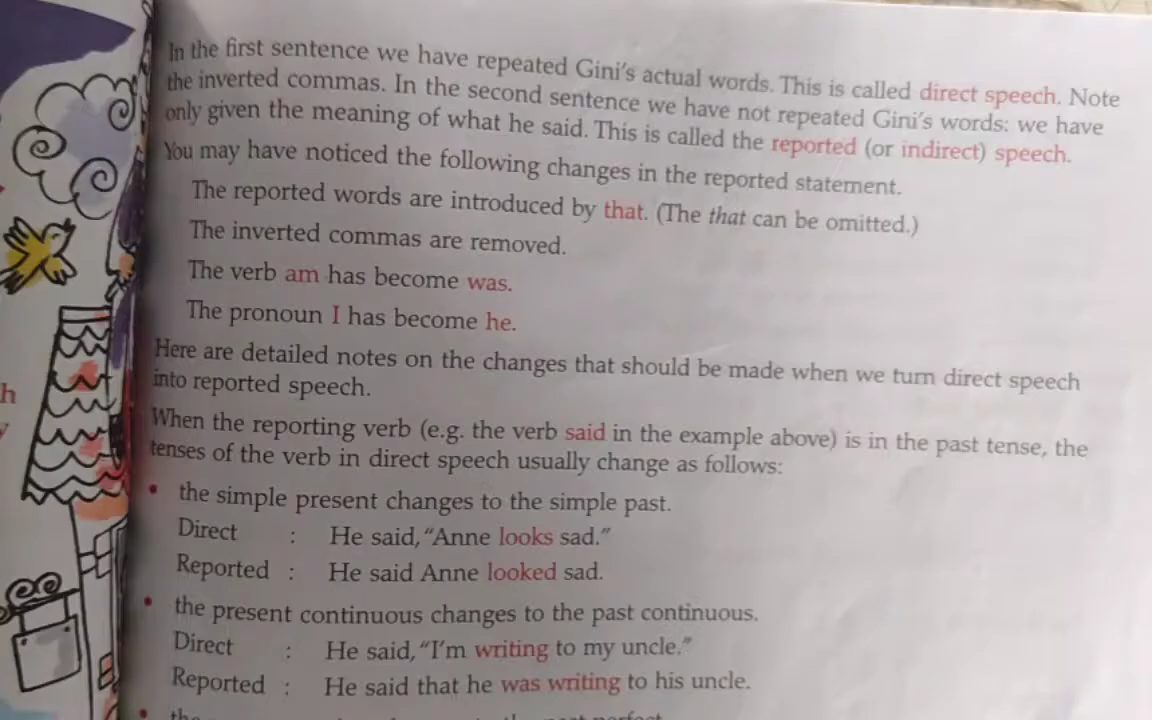 In the first sentence we have repeated Gini's actual words. This is called direct speech. Note
the inverted commas. In the second sentence we have not repeated Gini's words: we have
only given the meaning of what he said. This is called the reported (or indirect) speech.
You may have noticed the following changes in the reported statement.
The reported words are introduced by that. (The that can be omitted.)
The inverted commas are removed.
The verb am has become was.
The pronoun I has become he.
Here are detailed notes on the changes that should be made when we turn direct speech
into reported speech.
When the reporting verb (e.g. the verb said in the example above) is in the past tense, the
tenses of the verb in direct speech usually change as follows:
• the simple present changes to the simple past.
Direct : He said, "Anne looks sad."
Reported : He said Anne looked sad.
• the present continuous changes to the past continuous.
Direct : He said, "I'm writing to my uncle."
Reported : He said that he was writing to his uncle.
• the past perfect
h
y